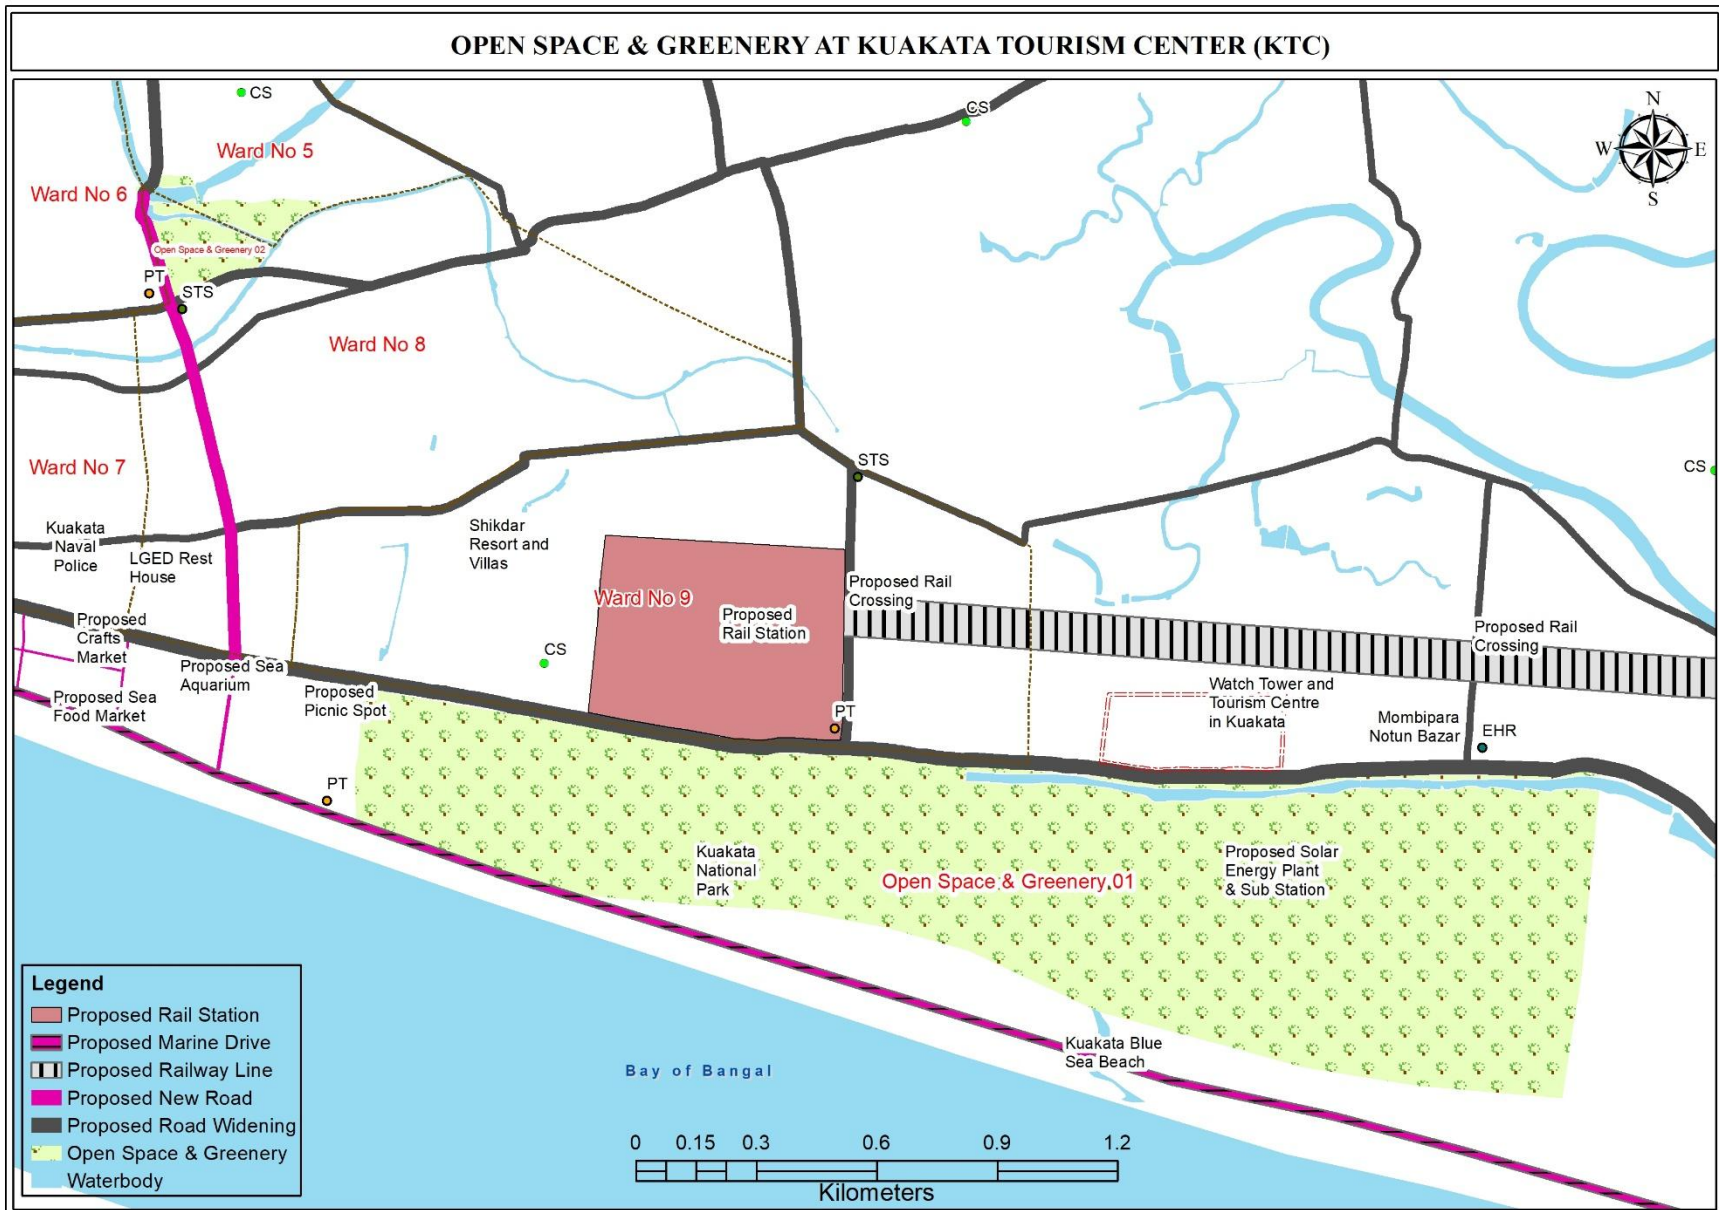 OPEN SPACE & GREENERY AT KUAKATA TOURISM CENTER (KTC)
CS
CS
N
W
E
S
Ward No 5
Ward No 6
Open Space & Greenery 02
PT
STS
Ward No 8
Ward No 7
STS
CS
Kuakata
Naval
Police
LGED Rest
House
Shikdar
Resort and
Villas
Ward No 9
Proposed
Rail Station
Proposed Rail
Crossing
Proposed Rail
Crossing
Proposed
Crafts
Market
CS
Proposed Sea
Aquarium
Proposed Sea
Food Market
Proposed
Picnic Spot
PT
Watch Tower and
Tourism Centre
in Kuakata
Mombipara
Notun Bazar
EHR
PT
Kuakata
National
Park
Open Space & Greenery 01
Proposed Solar
Energy Plant
& Sub Station
Kuakata Blue
Sea Beach
Bay of Bangal
Legend
Proposed Rail Station
Proposed Marine Drive
Proposed Railway Line
Proposed New Road
Proposed Road Widening
Open Space & Greenery
Waterbody
0 0.15 0.3 0.6 0.9 1.2
Kilometers